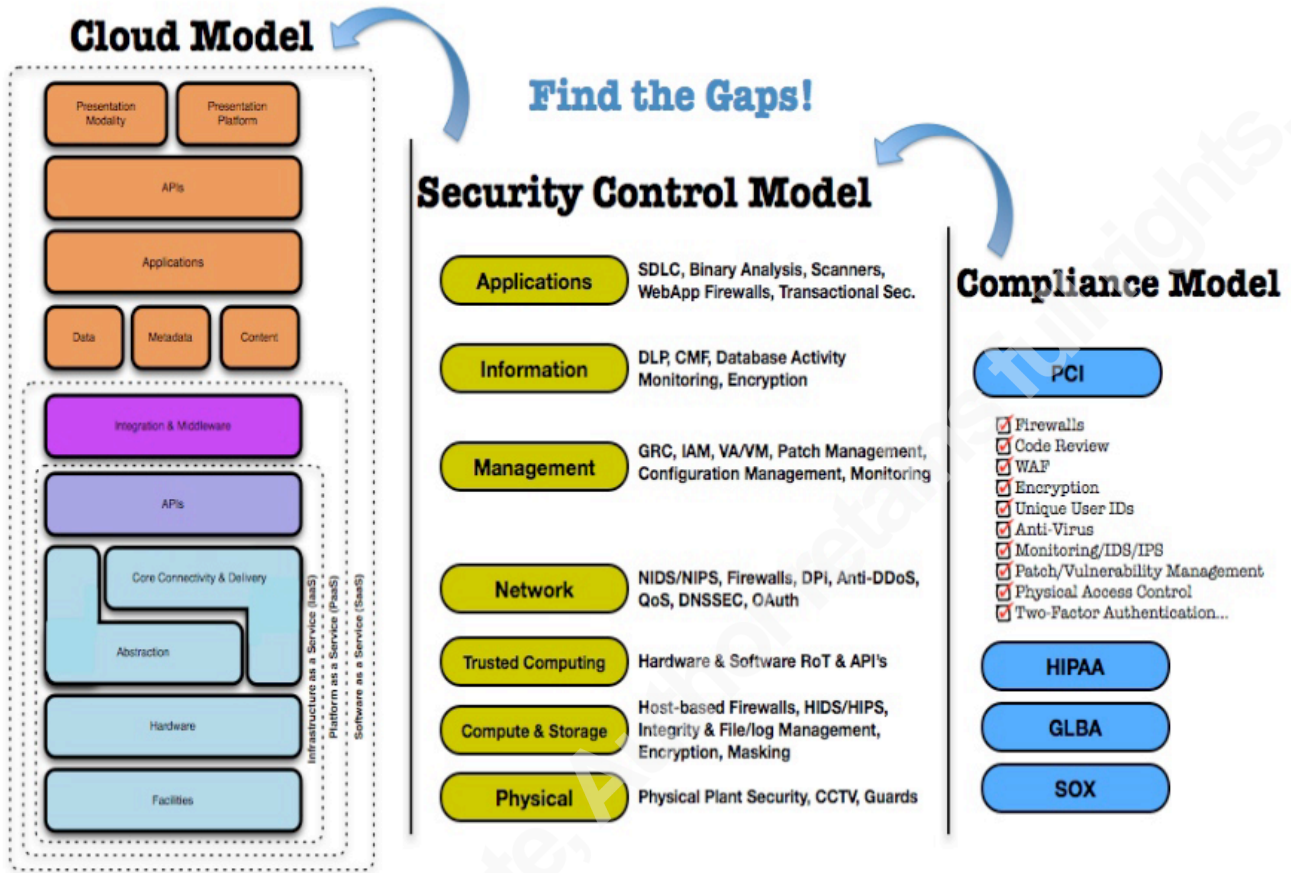 Cloud Model
Presentation
Modality
Presentation
Platform
APIs
Applications
Data
Metadata
Content
Integration & Middleware
APIs
Core Connectivity & Delivery
Abstraction
Hardware
Facilities
Infrastructure as a Service (IaaS)
Platform as a Service (PaaS)
Software as a Service (SaaS)
Find the Gaps!
Security Control Model
Applications
SDLC, Binary Analysis, Scanners,
WebApp Firewalls, Transactional Sec.
Information
DLP, CMF, Database Activity
Monitoring, Encryption
Management
GRC, IAM, VA/VM, Patch Management,
Configuration Management, Monitoring
Network
NIDS/NIPS, Firewalls, DPi, Anti-DDoS,
QoS, DNSSEC, OAuth
Trusted Computing
Hardware & Software RoT & API's
Compute & Storage
Host-based Firewalls, HIDS/HIPS,
Integrity & File/log Management,
Encryption, Masking
Physical
Physical Plant Security, CCTV, Guards
Compliance Model
PCI
Firewalls
Code Review
WAF
Encryption
Unique User IDs
Anti-Virus
Monitoring/IDS/IPS
Patch/Vulnerability Management
Physical Access Control
Two-Factor Authentication...
HIPAA
GLBA
SOX
Author retains full rights.